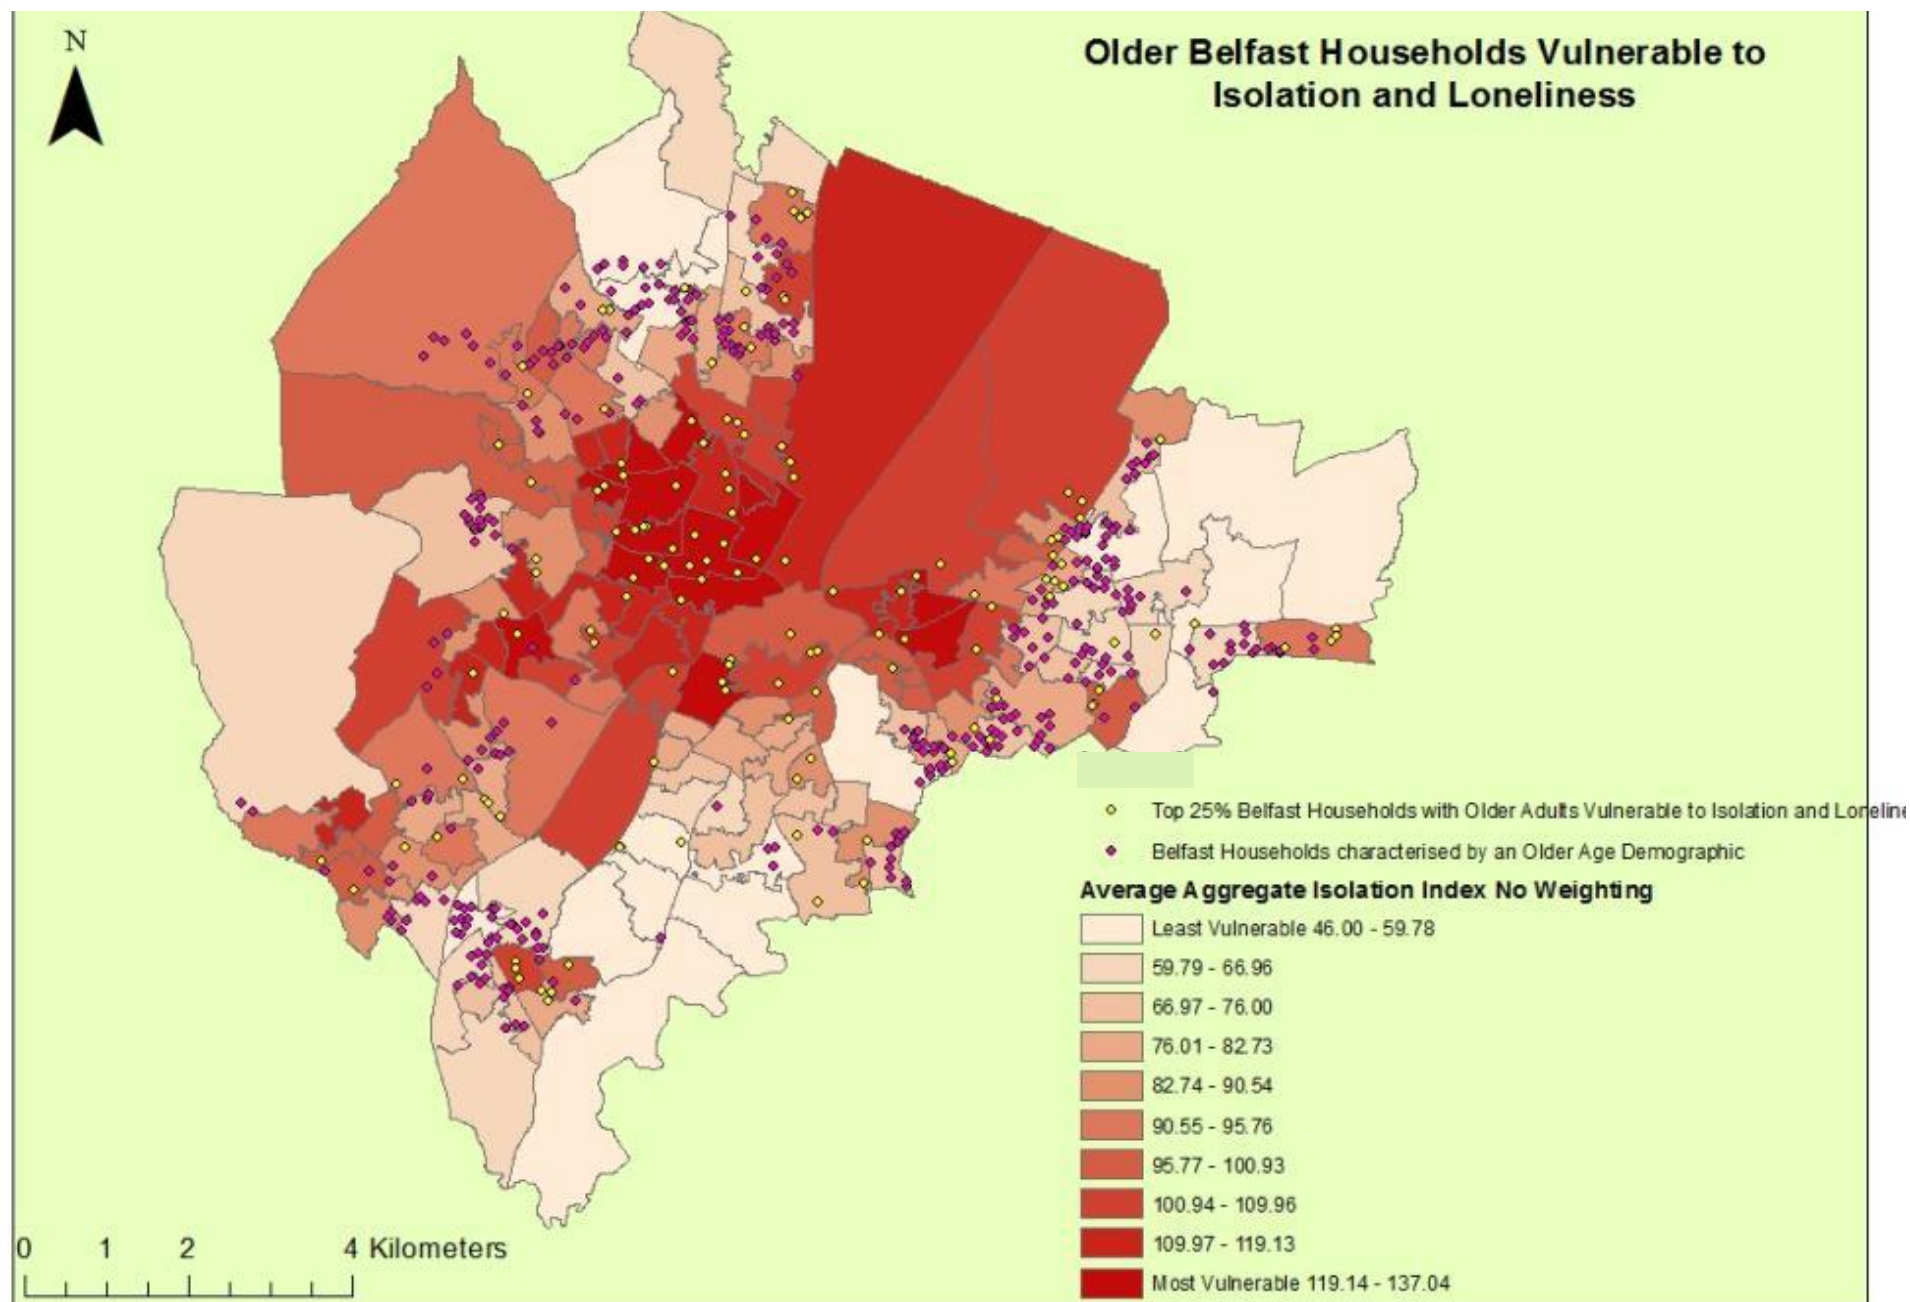 N
Older Belfast Households Vulnerable to
Isolation and Loneliness
Top 25% Belfast Households with Older Adults Vulnerable to Isolation and Loneline
Belfast Households characterised by an Older Age Demographic
Average Aggregate Isolation Index No Weighting
Least Vulnerable 46.00 - 59.78
59.79 - 66.96
66.97 - 76.00
76.01 - 82.73
82.74 - 90.54
90.55 - 95.76
95.77 - 100.93
100.94 - 109.96
109.97 - 119.13
Most Vulnerable 119.14 - 137.04
0 1 2 4 Kilometers